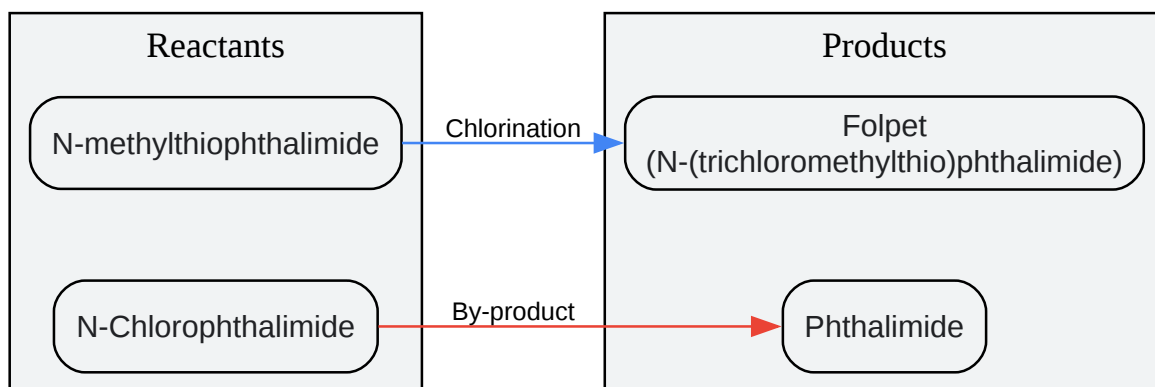 Reactants
Products
N-methylthiophthalimide
Chlorination
Folpet
(N-(trichloromethylthio)phthalimide)
N-Chlorophthalimide
By-product
Phthalimide